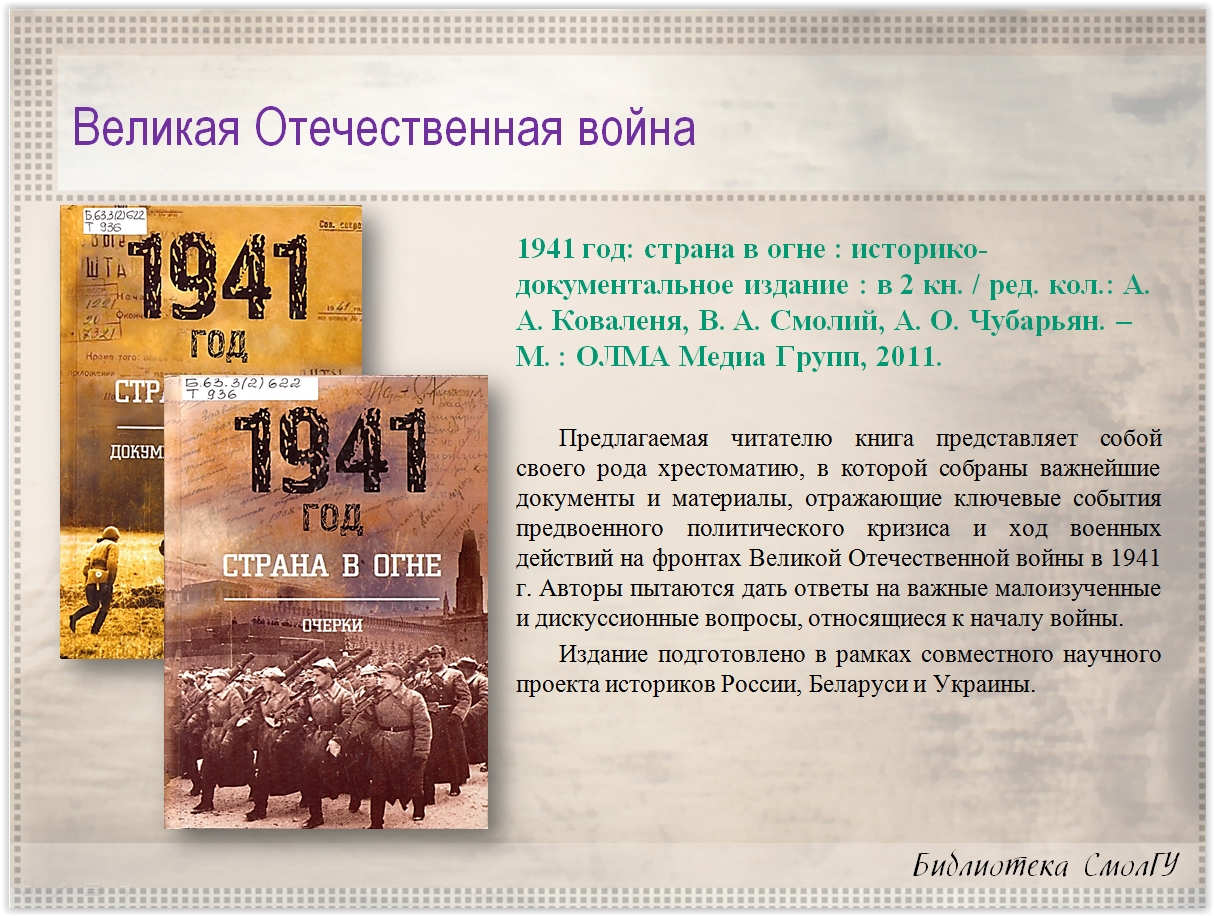 Великая Отечественная война
Б.63.3(2)622
Т 936
1941
год
СТРА
ДОКУМ
Б.63.3(2)622
Т 936
1941
год
СТРАНА В ОГНЕ
ОЧЕРКИ
1941 год: страна в огне : историко-
документальное издание : в 2 кн. / ред. кол.: А.
А. Коваленя, В. А. Смолий, А. О. Чубарьян. –
М. : ОЛМА Медиа Групп, 2011.
Предлагаемая читателю книга представляет собой
своего рода хрестоматию, в которой собраны важнейшие
документы и материалы, отражающие ключевые события
предвоенного политического кризиса и ход военных
действий на фронтах Великой Отечественной войны в 1941
г. Авторы пытаются дать ответы на важные малоизученные
и дискуссионные вопросы, относящиеся к началу войны.
Издание подготовлено в рамках совместного научного
проекта историков России, Беларуси и Украины.
Библиотека СмолГУ